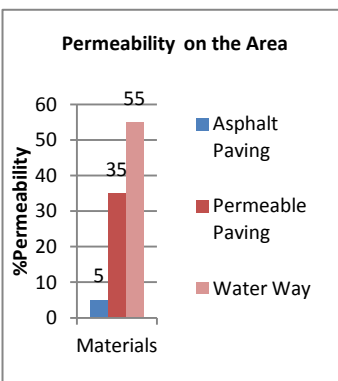 Permeability on the Area
%Permeability
60
50
40
30
20
10
0
5
35
55
Materials
Asphalt
Paving
Permeable
Paving
Water Way